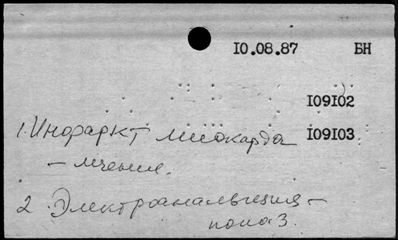 10.08.87 БН
109102
1. Инфаркт миокарда 109103
– лечение.
2. Электроанальгезия –
показ.